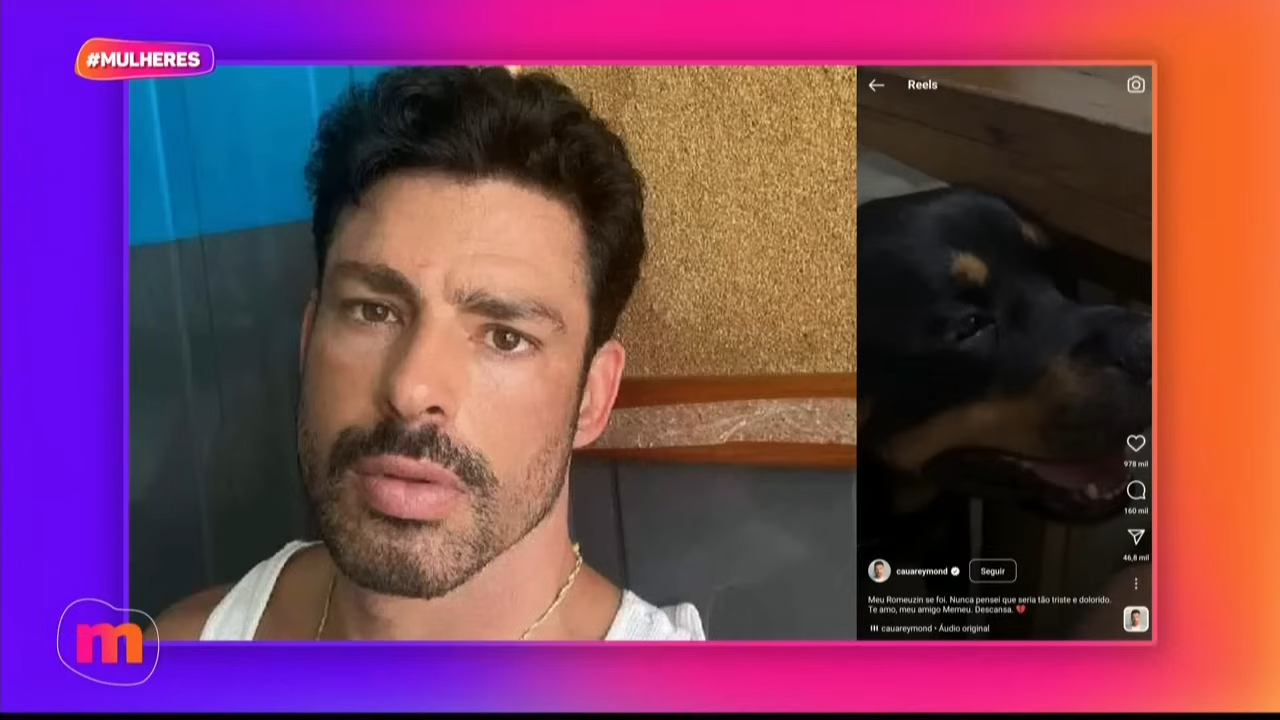 #MULHERES
Reels
978 mil
160 mil
46,8 mil
cauareymond
Seguir
Meu Romeuzin se foi. Nunca pensei que seria tão triste e dolorido.
Te amo, meu amigo Memeu. Descansa. 💔
cauareymond • Áudio original
m